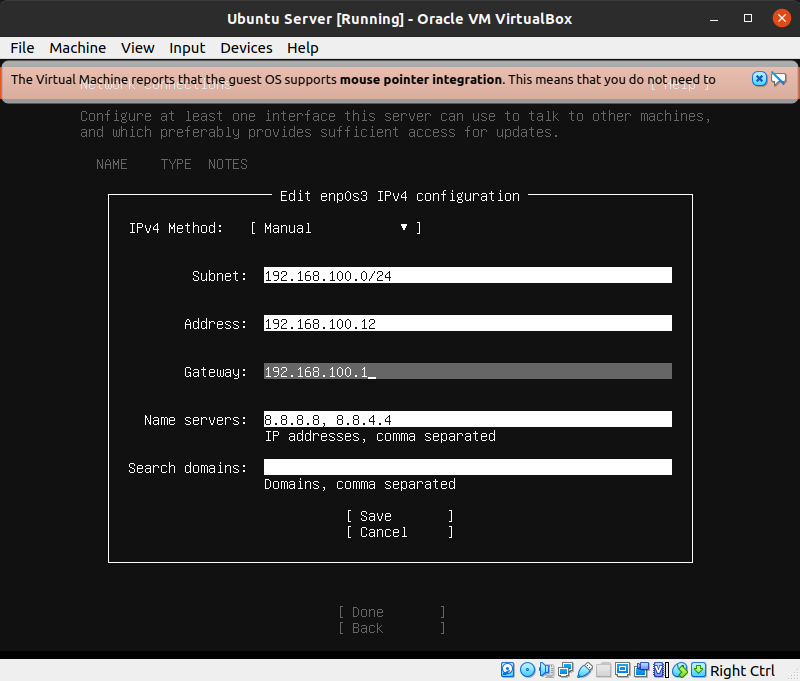 Ubuntu Server [Running] - Oracle VM VirtualBox
File Machine View Input Devices Help
The Virtual Machine reports that the guest OS supports mouse pointer integration. This means that you do not need to
Network connections [ Help ]
Configure at least one interface this server can use to talk to other machines,
and which preferably provides sufficient access for updates.
NAME TYPE NOTES
Edit enp0s3 IPv4 configuration
IPv4 Method: [ Manual ▾ ]
Subnet: 192.168.100.0/24
Address: 192.168.100.12
Gateway: 192.168.100.1_
Name servers: 8.8.8.8, 8.8.4.4
IP addresses, comma separated
Search domains:
Domains, comma separated
[ Save ]
[ Cancel ]
[ Done ]
[ Back ]
Right Ctrl